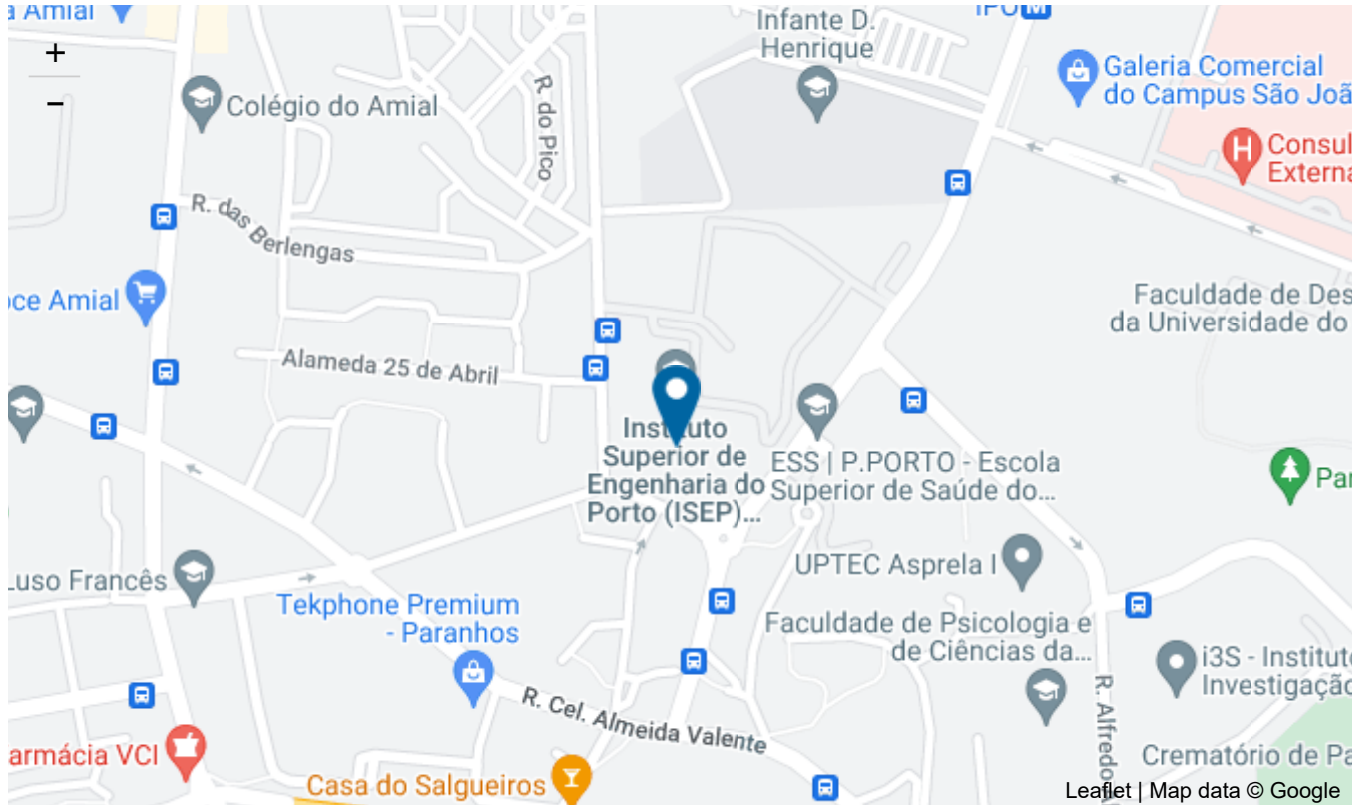 a Amial
IPO M
Infante D.
Henrique
Galeria Comercial
do Campus São Joã
Colégio do Amial
R. do Pico
H
Consul
Externa
R. das Berlengas
oce Amial
Faculdade de Des
da Universidade do
Alameda 25 de Abril
Instituto
Superior de
Engenharia do
Porto (ISEP)...
ESS | P.PORTO - Escola
Superior de Saúde do...
Par
UPTEC Asprela I
Luso Francês
Tekphone Premium
- Paranhos
Faculdade de Psicologia e
de Ciências da...
i3S - Institut
Investigação
R. Cel. Almeida Valente
R. Alfredo Al
armácia VCI
Casa do Salgueiros
Crematório de Pa
Leaflet | Map data © Google
+
−